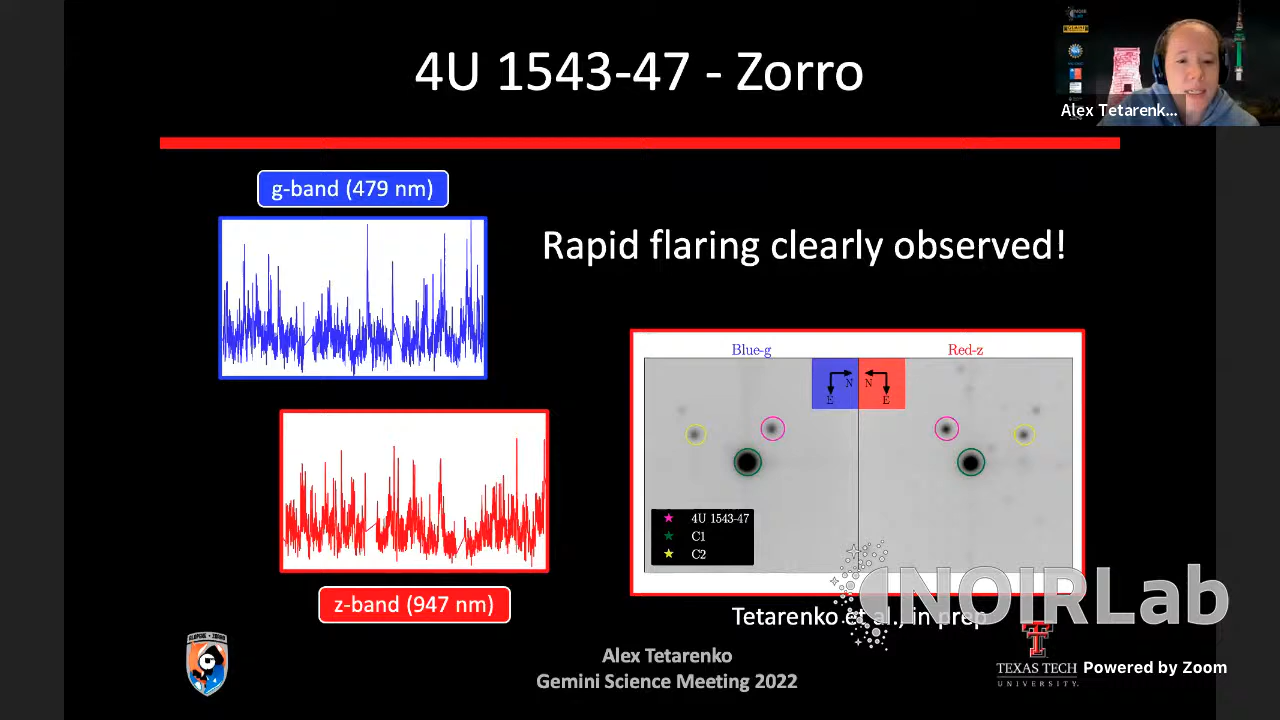 4U 1543-47 - Zorro
Alex Tetarenk...
g-band (479 nm)
Rapid flaring clearly observed!
Blue-g
Red-z
N
N
E
E
4U 1543-47
C1
C2
z-band (947 nm)
Tetarenko et al., in prep
NOIRLab
Alex Tetarenko
Gemini Science Meeting 2022
TEXAS TECH
UNIVERSITY.
Powered by Zoom